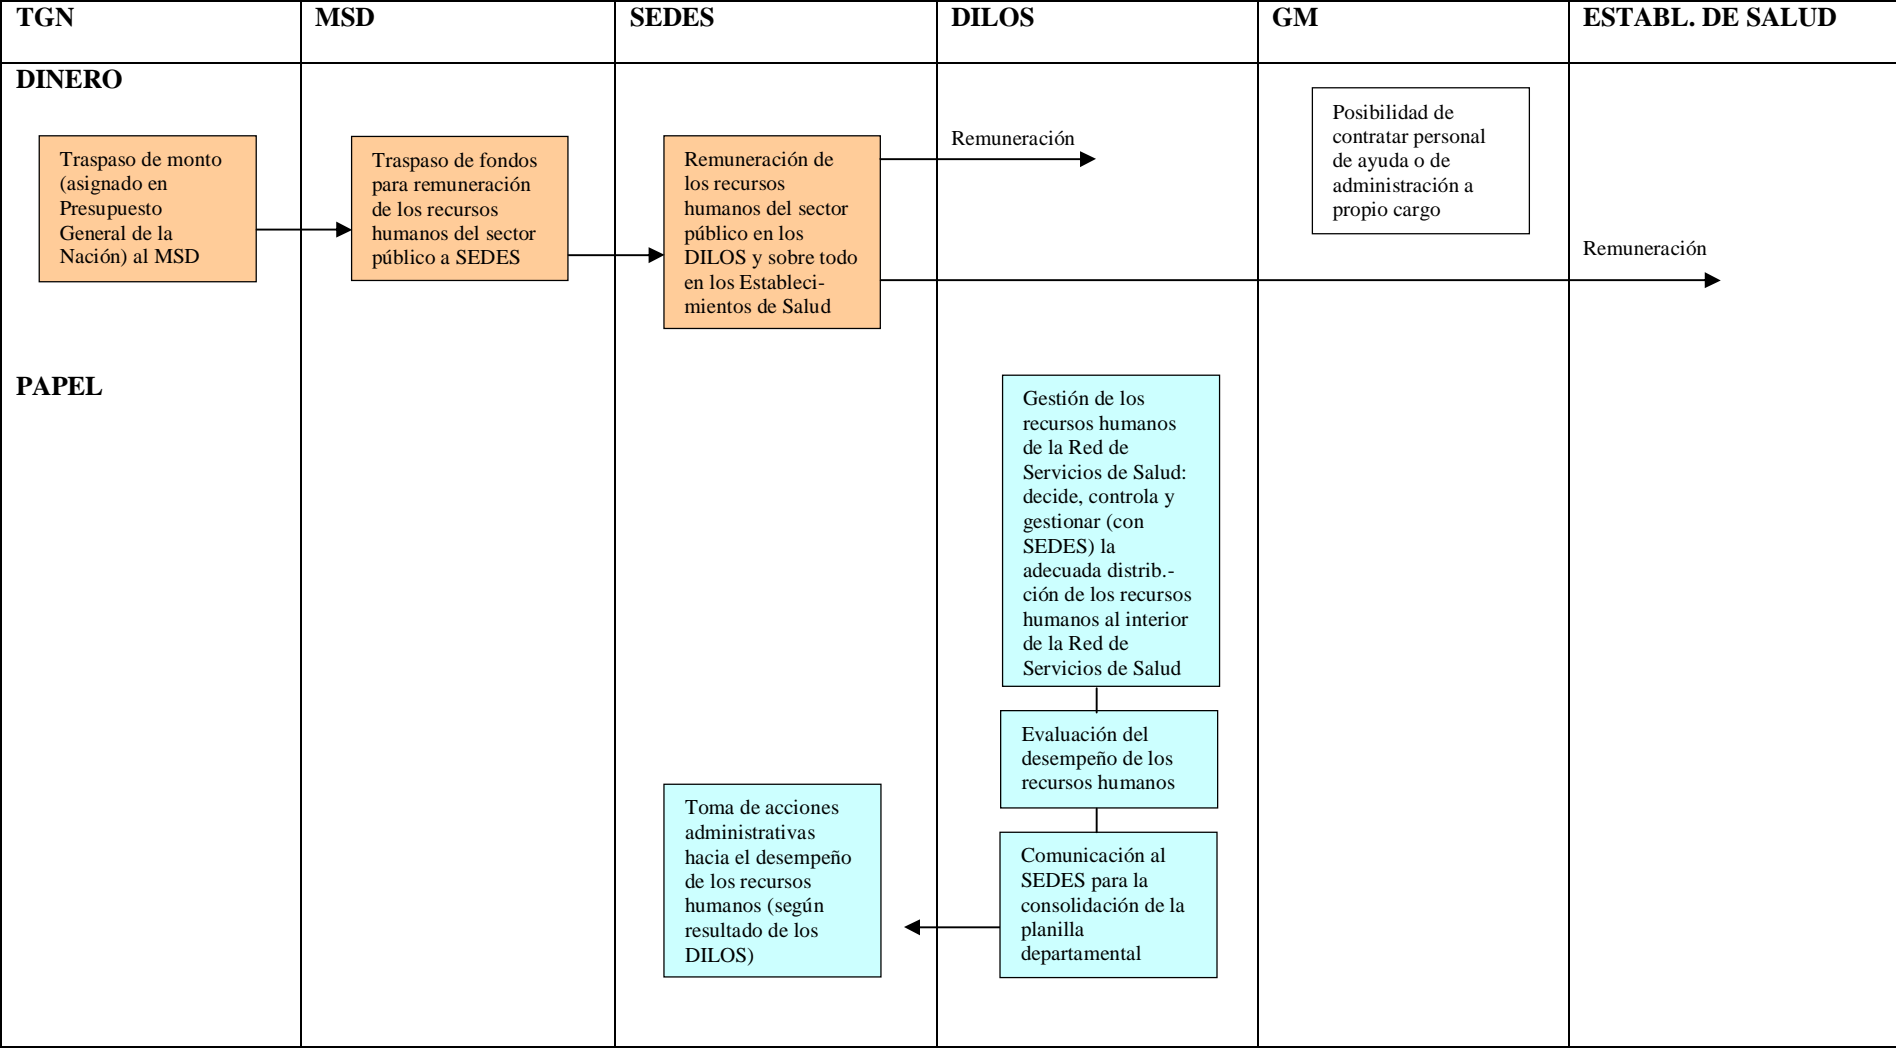 TGN
MSD
SEDES
DILOS
GM
ESTABL. DE SALUD
DINERO
Traspaso de monto
(asignado en
Presupuesto
General de la
Nación) al MSD
Traspaso de fondos
para remuneración
de los recursos
humanos del sector
público a SEDES
Remuneración de
los recursos
humanos del sector
público en los
DILOS y sobre todo
en los Estableci-
mientos de Salud
Remuneración
Posibilidad de
contratar personal
de ayuda o de
administración a
propio cargo
Remuneración
PAPEL
Gestión de los
recursos humanos
de la Red de
Servicios de Salud:
decide, controla y
gestionar (con
SEDES) la
adecuada distrib.-
ción de los recursos
humanos al interior
de la Red de
Servicios de Salud
Evaluación del
desempeño de los
recursos humanos
Toma de acciones
administrativas
hacia el desempeño
de los recursos
humanos (según
resultado de los
DILOS)
Comunicación al
SEDES para la
consolidación de la
planilla
departamental